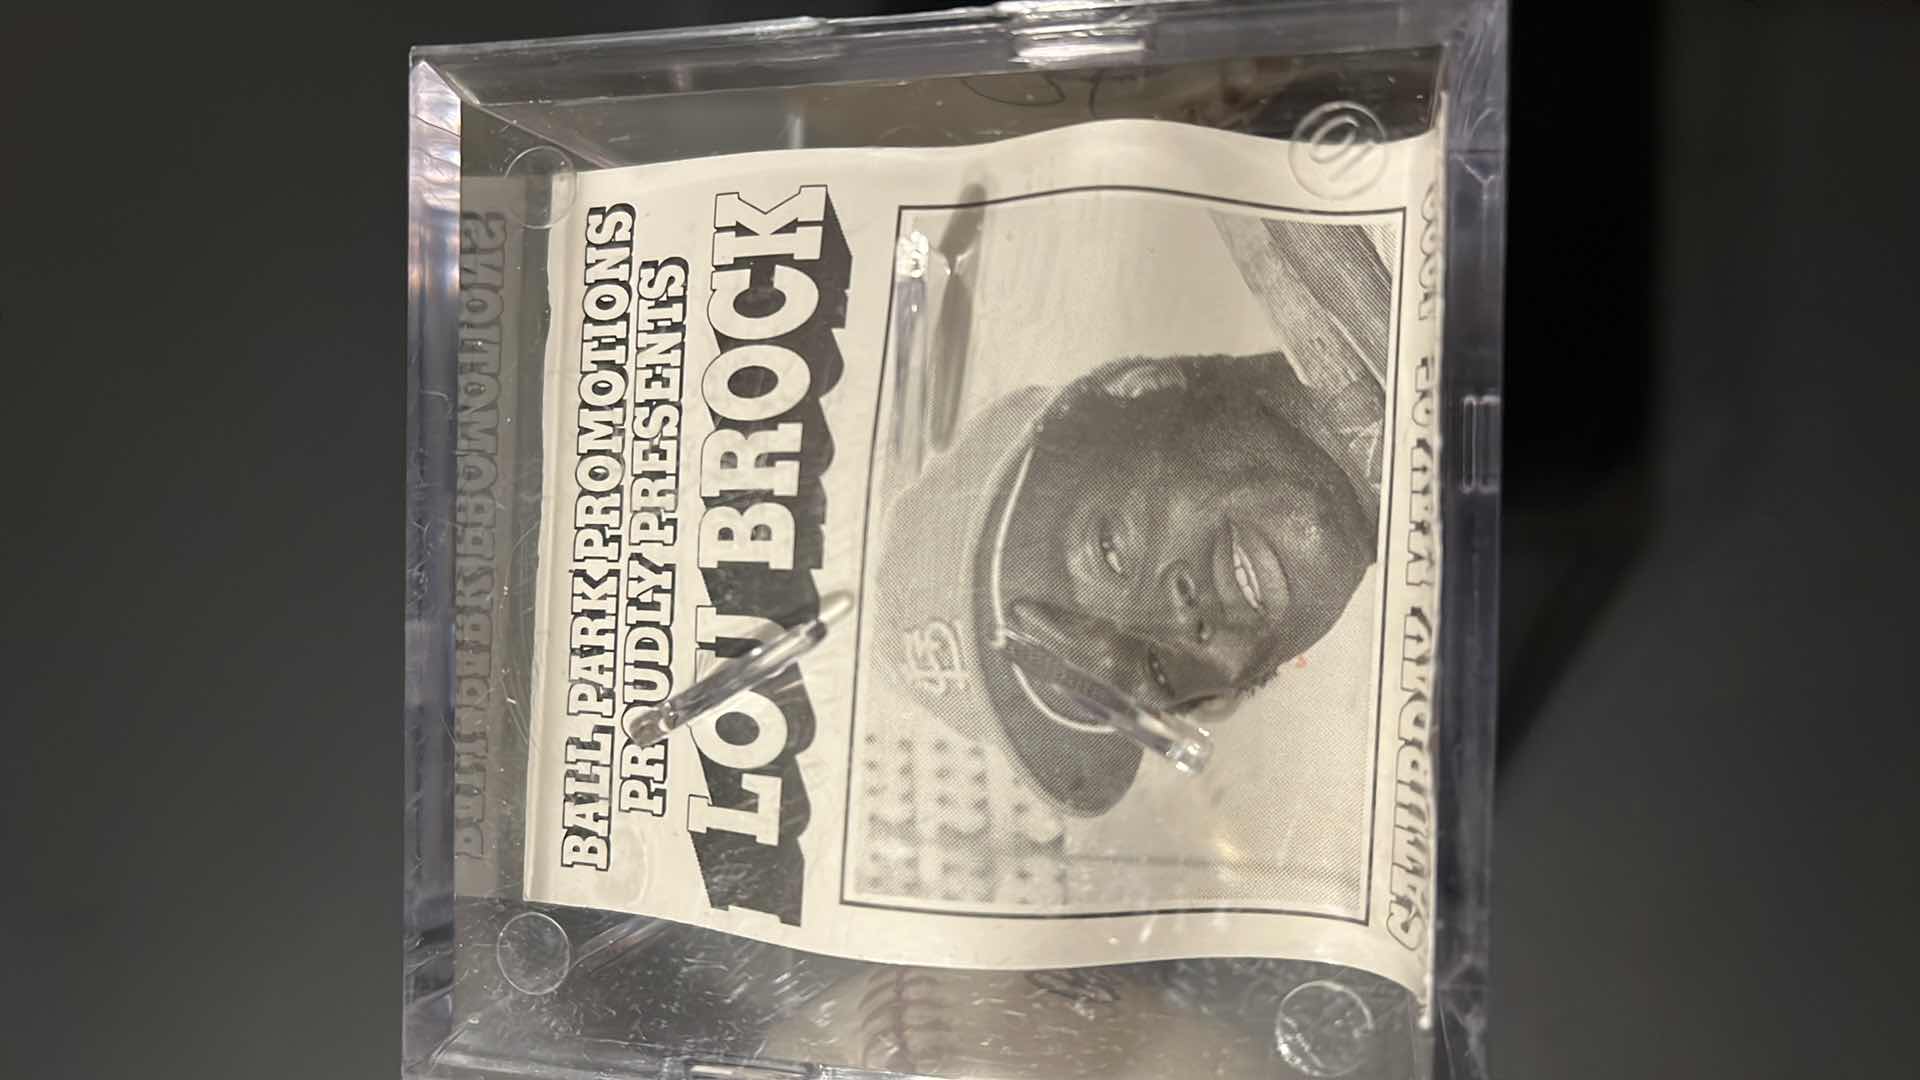 BALL PARK PROMOTIONS
PROUDLY PRESENTS
LOU BROCK